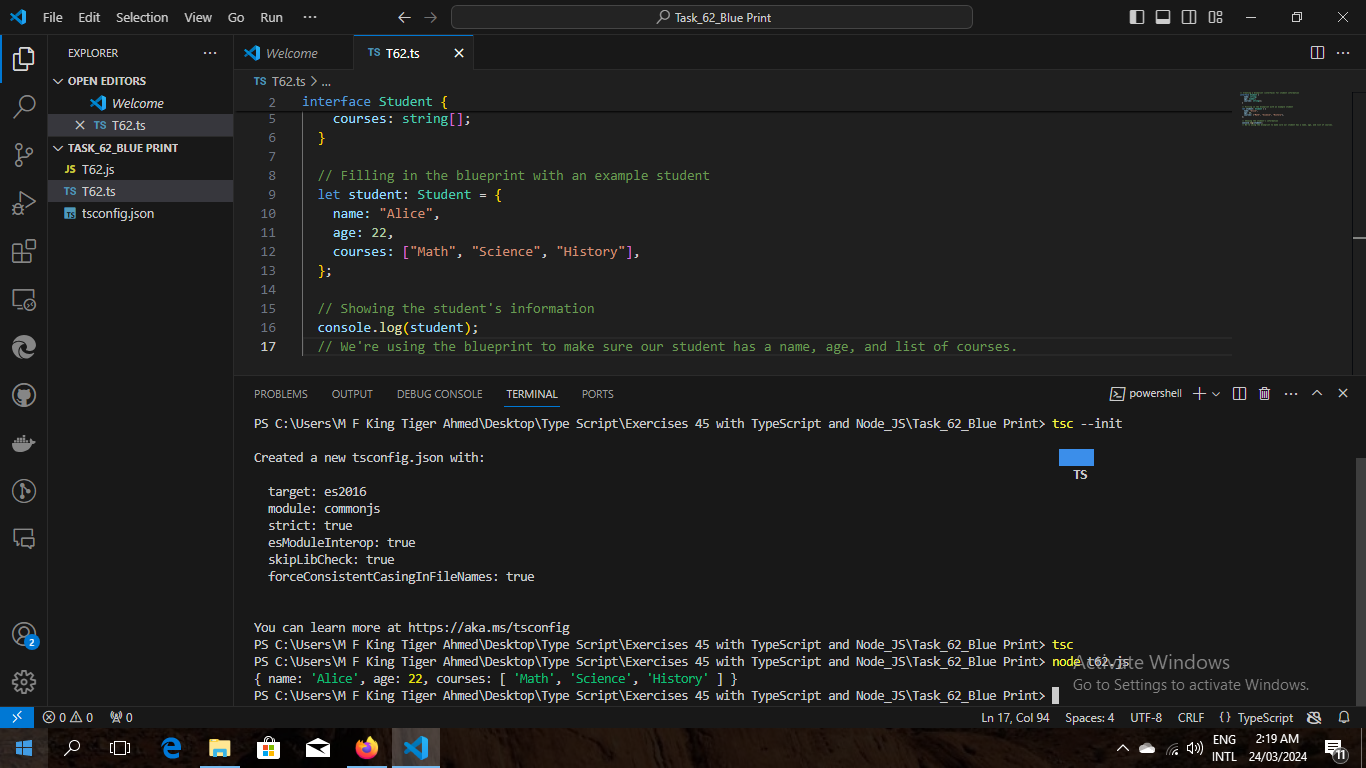 File Edit Selection View Go Run ··· Task_62_Blue Print
EXPLORER ···
OPEN EDITORS
Welcome
TS T62.ts
TASK_62_BLUE PRINT
JS T62.js
TS T62.ts
TS tsconfig.json
Welcome TS T62.ts
TS T62.ts > ...
2 interface Student {
5 courses: string[];
6 }
7
8 // Filling in the blueprint with an example student
9 let student: Student = {
10 name: "Alice",
11 age: 22,
12 courses: ["Math", "Science", "History"],
13 };
14
15 // Showing the student's information
16 console.log(student);
17 // We're using the blueprint to make sure our student has a name, age, and list of courses.
PROBLEMS OUTPUT DEBUG CONSOLE TERMINAL PORTS powershell
PS C:\Users\M F King Tiger Ahmed\Desktop\Type Script\Exercises 45 with TypeScript and Node_JS\Task_62_Blue Print> tsc --init
Created a new tsconfig.json with:
TS
target: es2016
module: commonjs
strict: true
esModuleInterop: true
skipLibCheck: true
forceConsistentCasingInFileNames: true
You can learn more at https://aka.ms/tsconfig
PS C:\Users\M F King Tiger Ahmed\Desktop\Type Script\Exercises 45 with TypeScript and Node_JS\Task_62_Blue Print> tsc
PS C:\Users\M F King Tiger Ahmed\Desktop\Type Script\Exercises 45 with TypeScript and Node_JS\Task_62_Blue Print> node t62.js
{ name: 'Alice', age: 22, courses: [ 'Math', 'Science', 'History' ] }
PS C:\Users\M F King Tiger Ahmed\Desktop\Type Script\Exercises 45 with TypeScript and Node_JS\Task_62_Blue Print>
Activate Windows
Go to Settings to activate Windows.
2
0 0 0 Ln 17, Col 94 Spaces: 4 UTF-8 CRLF {} TypeScript
ENG 2:19 AM
INTL 24/03/2024 11